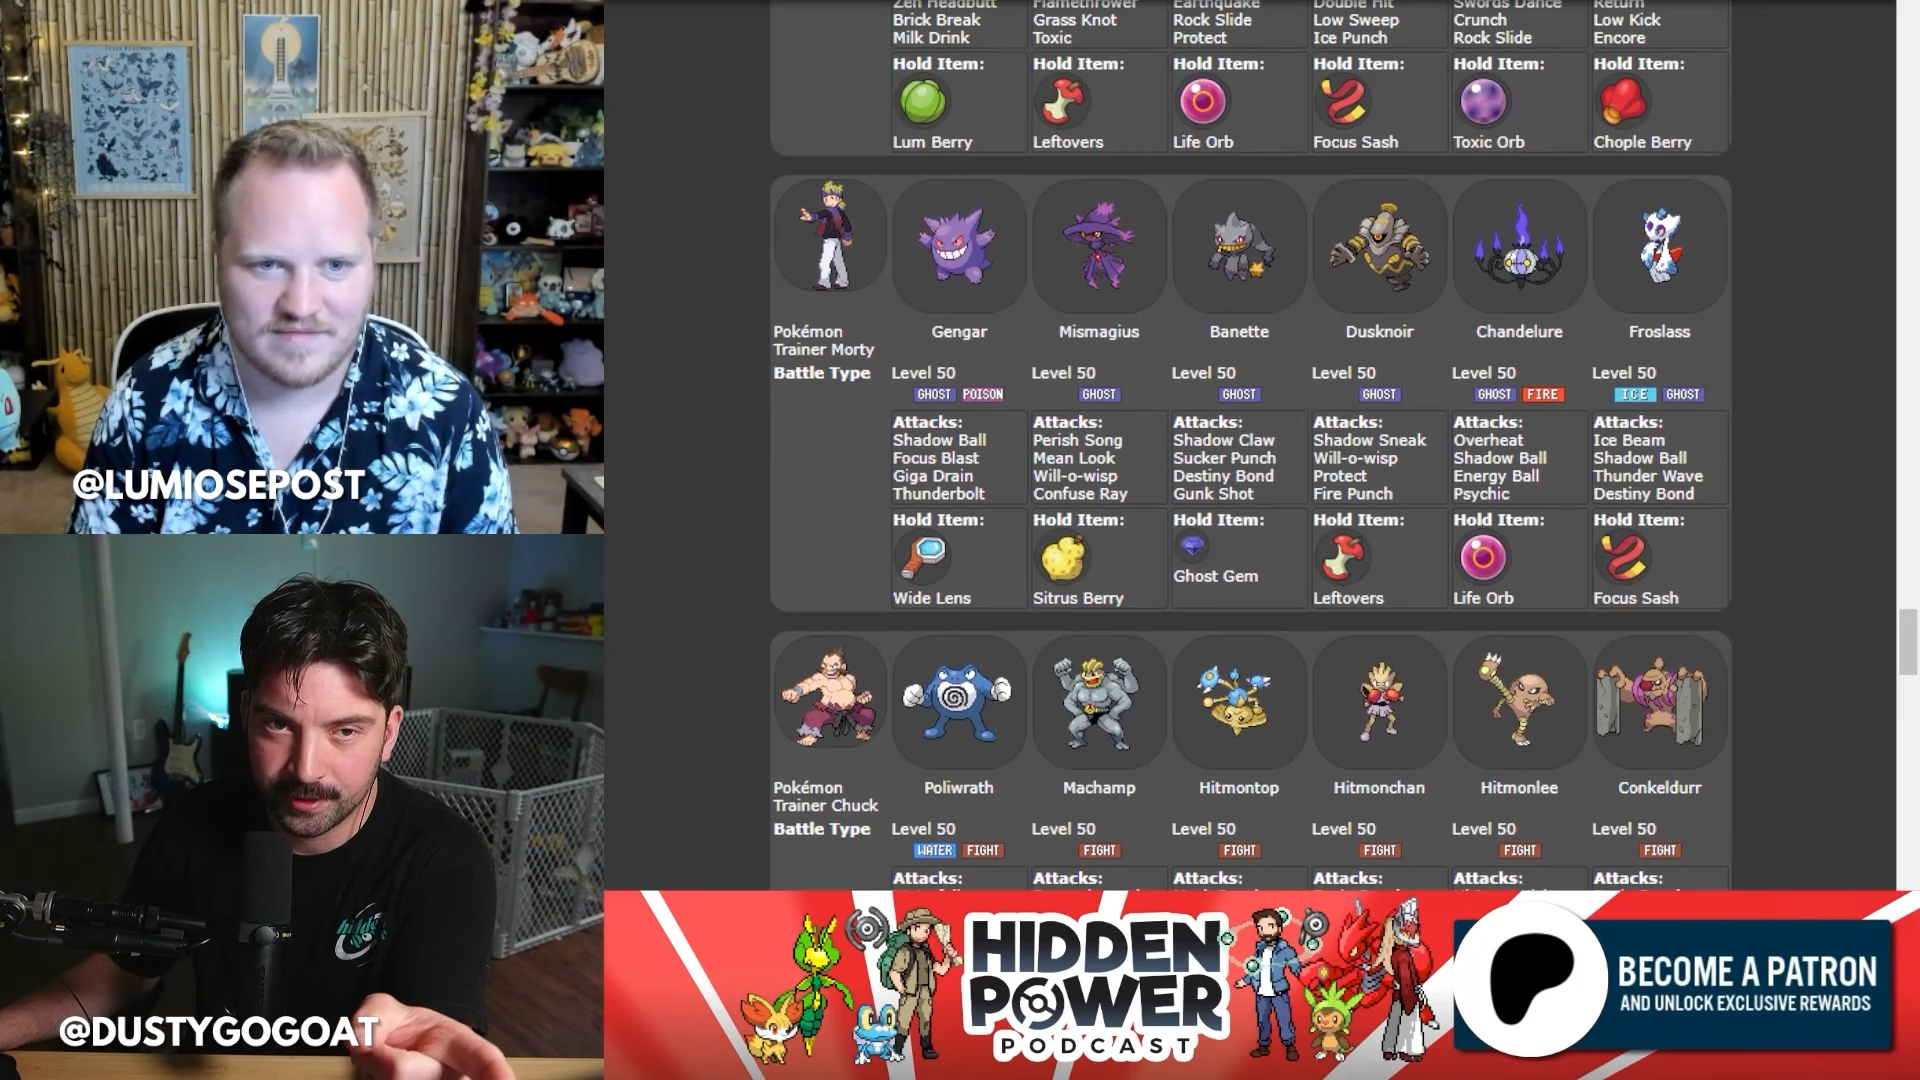 Zen Headbutt
Brick Break
Milk Drink
Flamethrower
Grass Knot
Toxic
Earthquake
Rock Slide
Protect
Double Hit
Low Sweep
Ice Punch
Swords Dance
Crunch
Rock Slide
Return
Low Kick
Encore
Hold Item: Hold Item: Hold Item: Hold Item: Hold Item: Hold Item:
Lum Berry Leftovers Life Orb Focus Sash Toxic Orb Chople Berry
Pokémon
Trainer Morty
Gengar Mismagius Banette Dusknoir Chandelure Froslass
Battle Type Level 50 Level 50 Level 50 Level 50 Level 50 Level 50
GHOST POISON GHOST GHOST GHOST GHOST FIRE ICE GHOST
Attacks:
Shadow Ball
Focus Blast
Giga Drain
Thunderbolt
Attacks:
Perish Song
Mean Look
Will-o-wisp
Confuse Ray
Attacks:
Shadow Claw
Sucker Punch
Destiny Bond
Gunk Shot
Attacks:
Shadow Sneak
Will-o-wisp
Protect
Fire Punch
Attacks:
Overheat
Shadow Ball
Energy Ball
Psychic
Attacks:
Ice Beam
Shadow Ball
Thunder Wave
Destiny Bond
Hold Item: Hold Item: Hold Item: Hold Item: Hold Item: Hold Item:
Wide Lens Sitrus Berry Ghost Gem Leftovers Life Orb Focus Sash
Pokémon
Trainer Chuck
Poliwrath Machamp Hitmontop Hitmonchan Hitmonlee Conkeldurr
Battle Type Level 50 Level 50 Level 50 Level 50 Level 50 Level 50
WATER FIGHT FIGHT FIGHT FIGHT FIGHT FIGHT
Attacks: Attacks: Attacks: Attacks: Attacks: Attacks:
@LUMIOSEPOST
@DUSTYGOGOAT
HIDDEN
POWER
PODCAST
BECOME A PATRON
AND UNLOCK EXCLUSIVE REWARDS